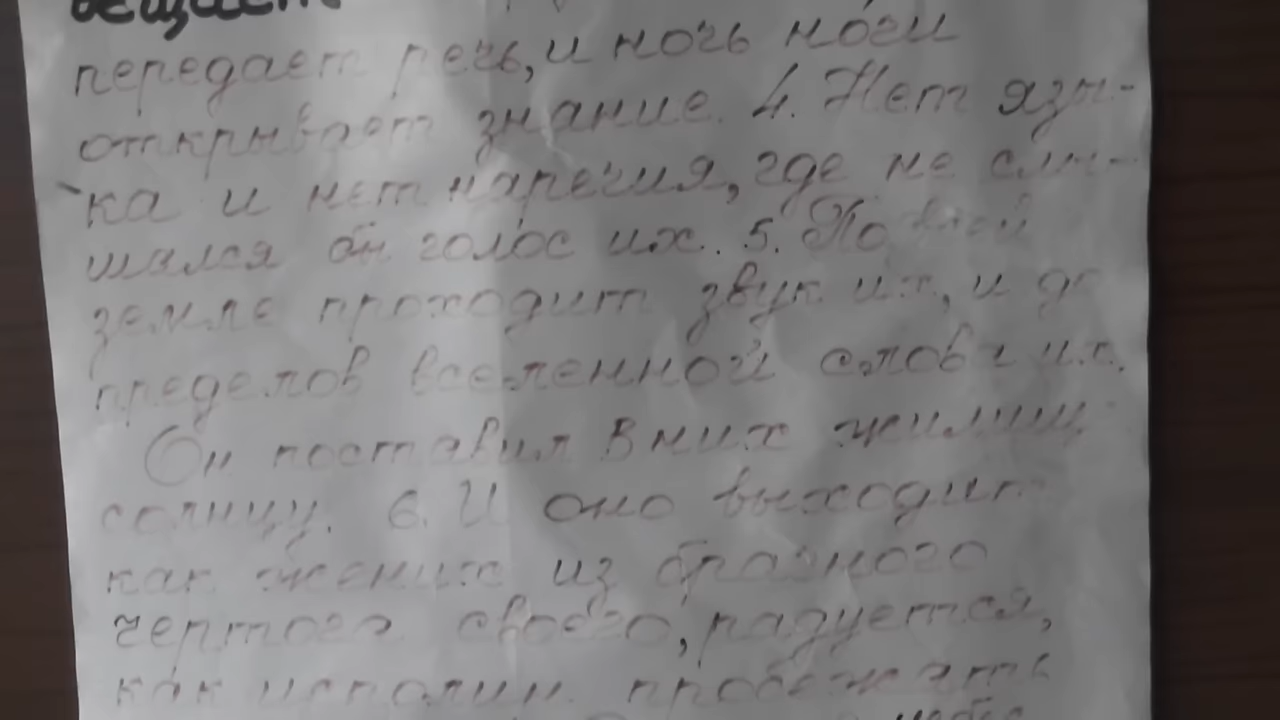 вещает
передает речь, и ночь ночи
открывает знание. 4. Нет язы-
ка и нет наречия, где не слы-
шался бы голос их. 5. По всей
земле проходит звук их, и до
пределов вселенной слова их.
Он поставил в них жилище
солнцу. 6. И оно выходит
как жених из брачного
чертога своего, радуется,
как исполин пробежать